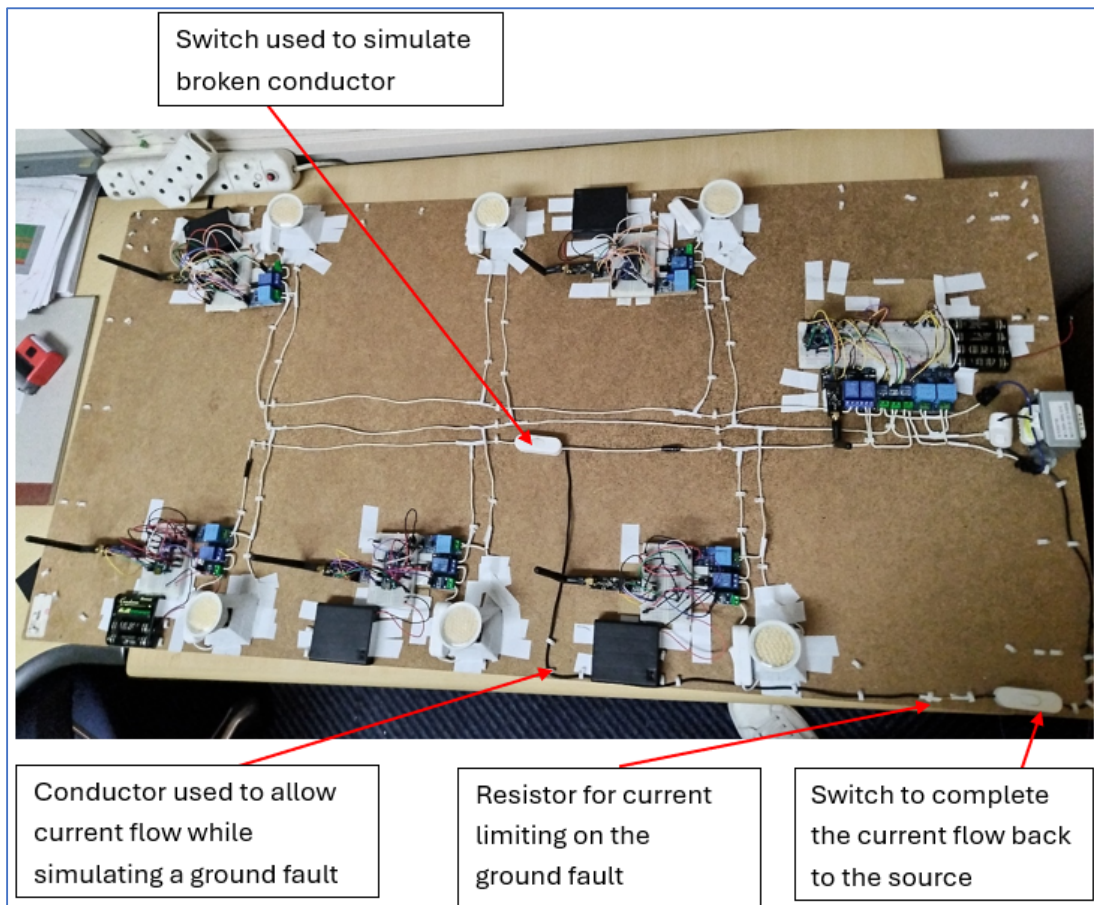 Switch used to simulate
broken conductor
Conductor used to allow
current flow while
simulating a ground fault
Resistor for current
limiting on the
ground fault
Switch to complete
the current flow back
to the source